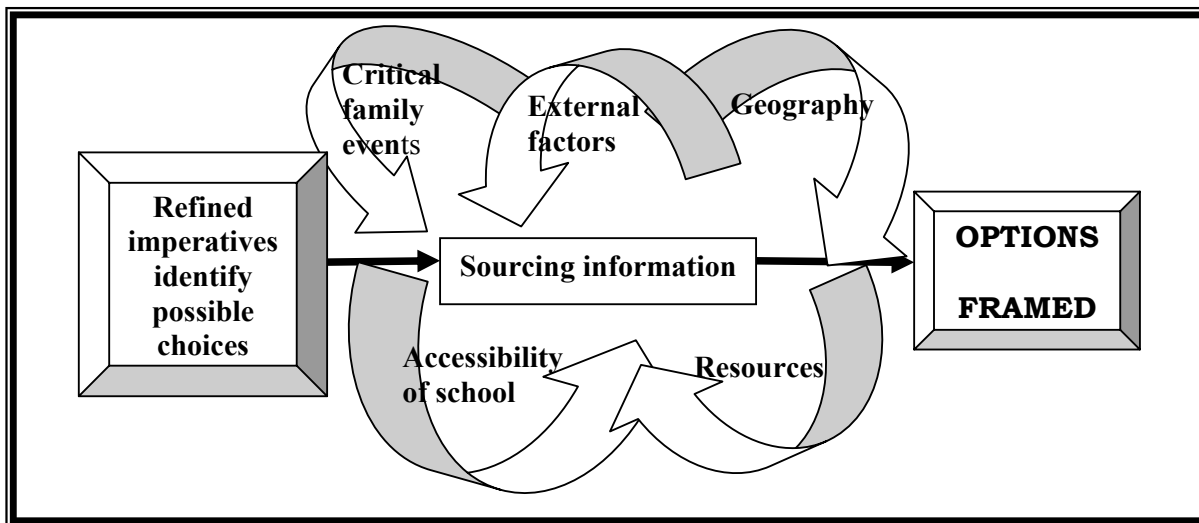 Critical
family
events
External
factors
Geography
Refined
imperatives
identify
possible
choices
Sourcing information
OPTIONS
FRAMED
Accessibility
of school
Resources